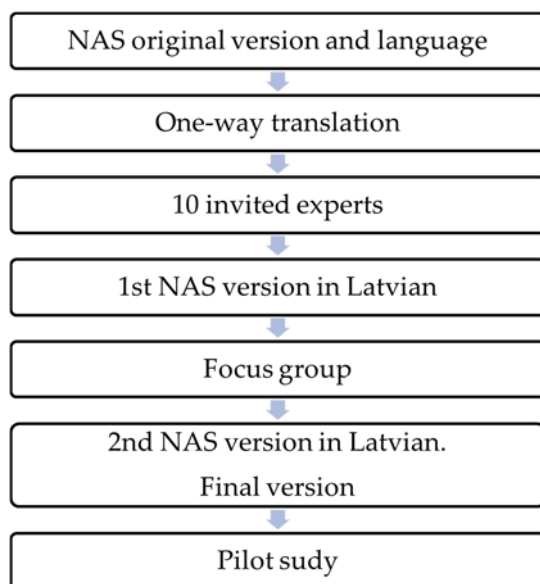 NAS original version and language
One-way translation
10 invited experts
1st NAS version in Latvian
Focus group
2nd NAS version in Latvian.
Final version
Pilot sudy